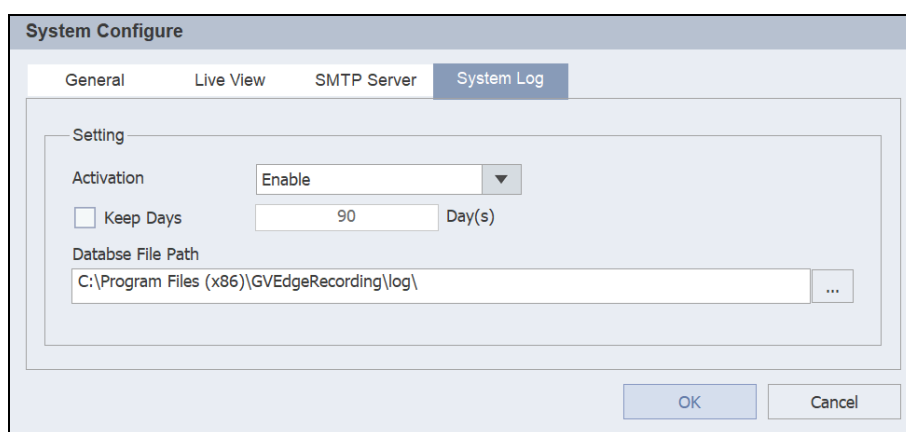 System Configure
General Live View SMTP Server System Log
Setting
Activation Enable
Keep Days 90 Day(s)
Databse File Path
C:\Program Files (x86)\GVEdgeRecording\log\ ...
OK Cancel